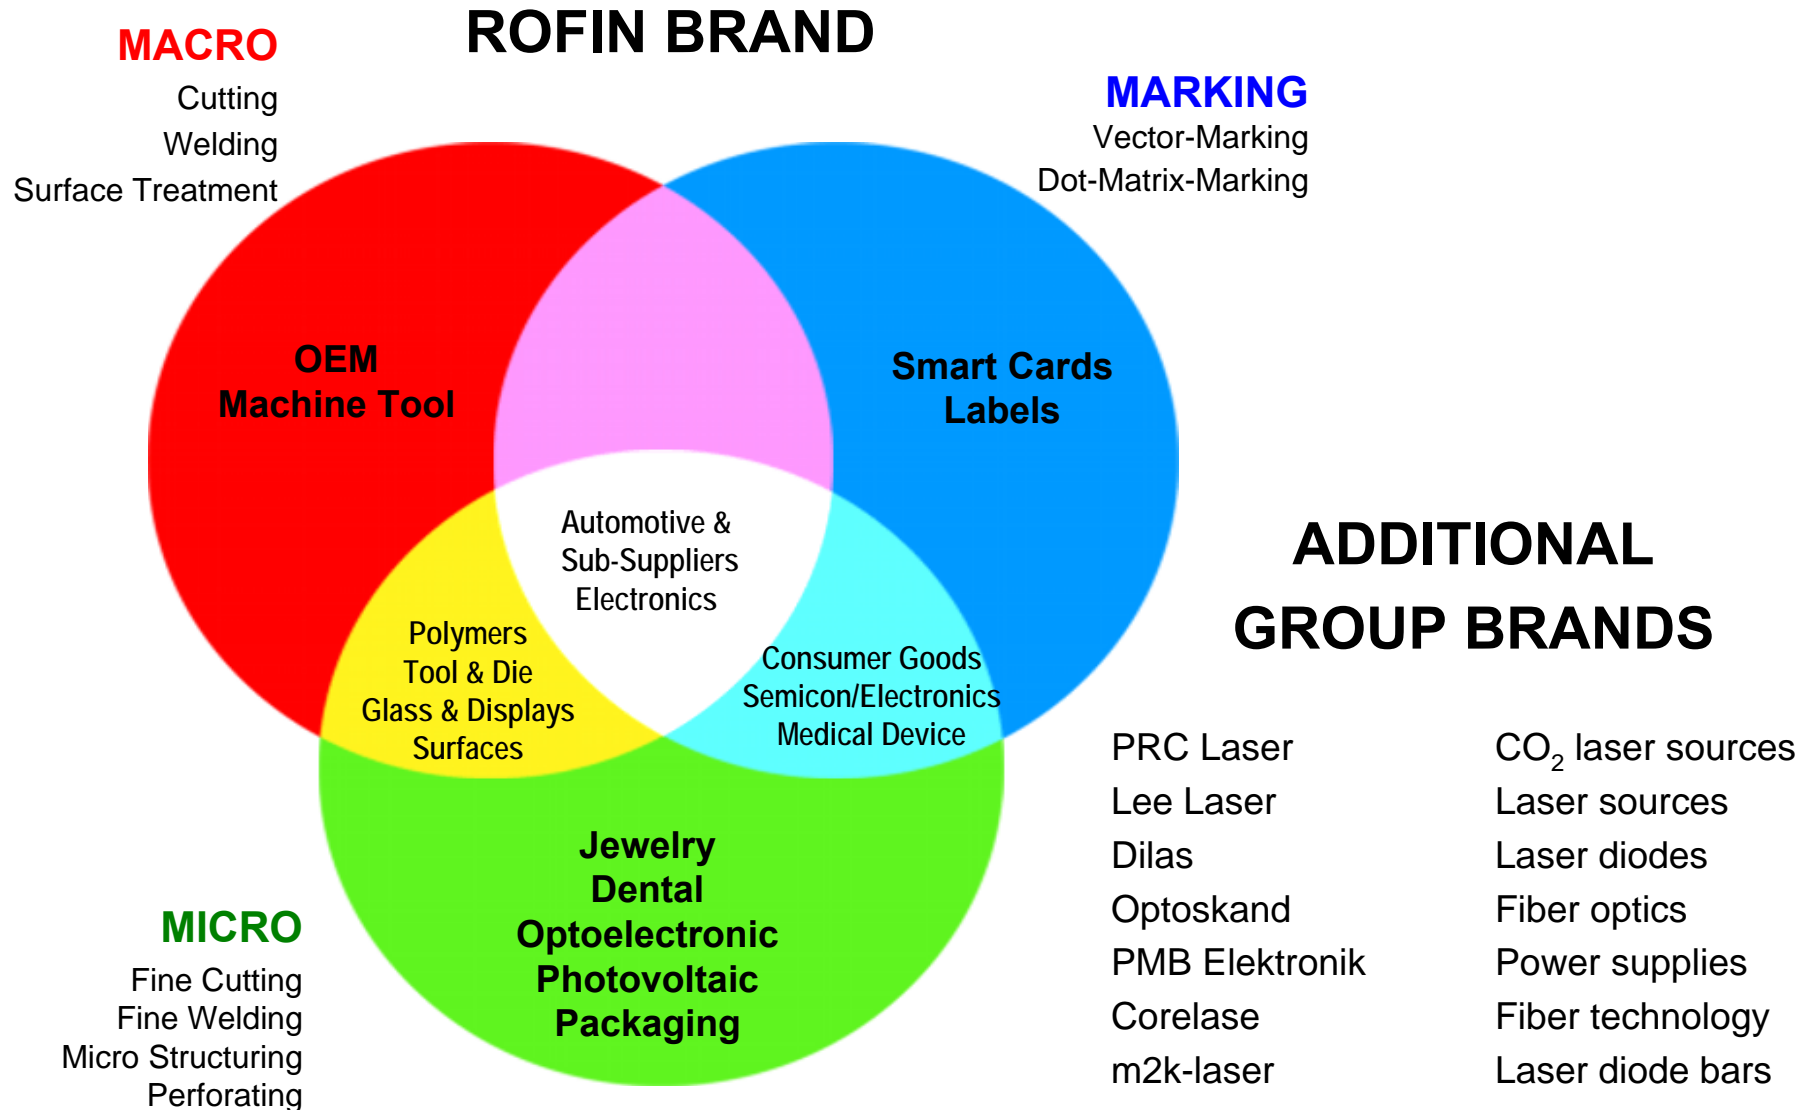 ROFIN BRAND
MACRO
Cutting
Welding
Surface Treatment
MARKING
Vector-Marking
Dot-Matrix-Marking
OEM
Machine Tool
Smart Cards
Labels
Automotive &
Sub-Suppliers
Electronics
Polymers
Tool & Die
Glass & Displays
Surfaces
Consumer Goods
Semicon/Electronics
Medical Device
Jewelry
Dental
Optoelectronic
Photovoltaic
Packaging
MICRO
Fine Cutting
Fine Welding
Micro Structuring
Perforating
ADDITIONAL
GROUP BRANDS
PRC Laser CO₂ laser sources
Lee Laser Laser sources
Dilas Laser diodes
Optoskand Fiber optics
PMB Elektronik Power supplies
Corelase Fiber technology
m2k-laser Laser diode bars